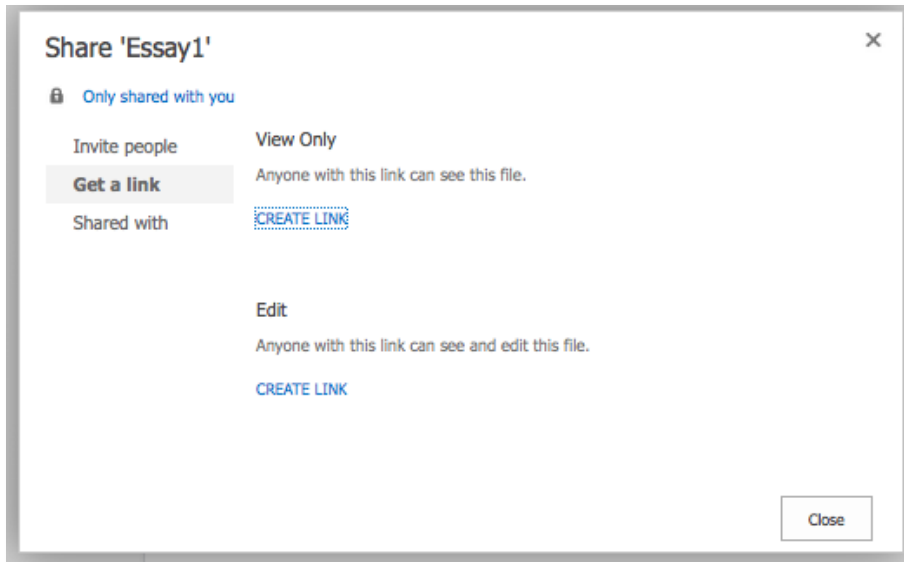 Share 'Essay1'
Only shared with you
Invite people
Get a link
Shared with
View Only
Anyone with this link can see this file.
CREATE LINK
Edit
Anyone with this link can see and edit this file.
CREATE LINK
Close